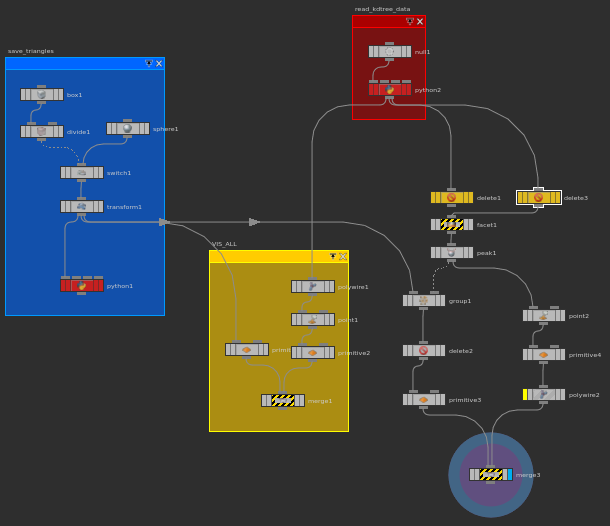 read_kdtree_data
null1
python2
save_triangles
box1
divide1
sphere1
switch1
transform1
python1
VIS_ALL
polywire1
point1
primitive2
merge1
delete1
delete3
facet1
peak1
group1
point2
delete2
primitive4
primitive3
polywire2
merge3